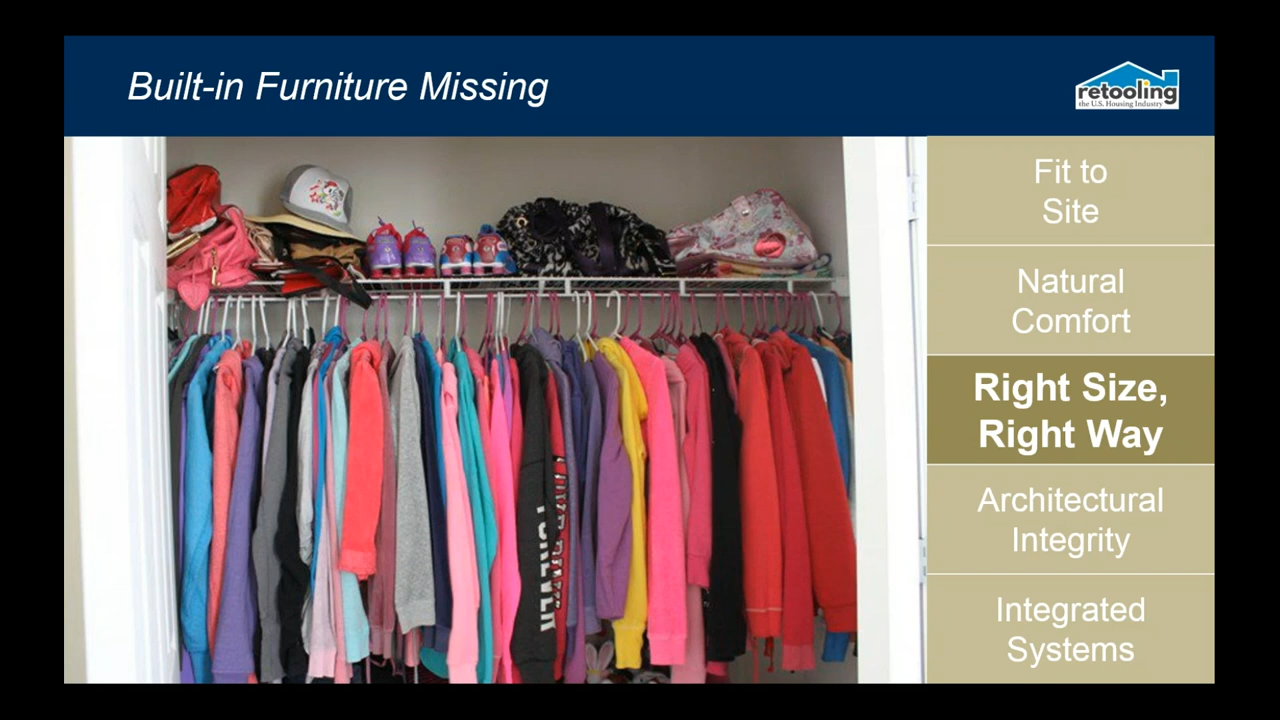 Built-in Furniture Missing
retooling
the U.S. Housing Industry
Fit to
Site
Natural
Comfort
Right Size,
Right Way
Architectural
Integrity
Integrated
Systems
FOREVER